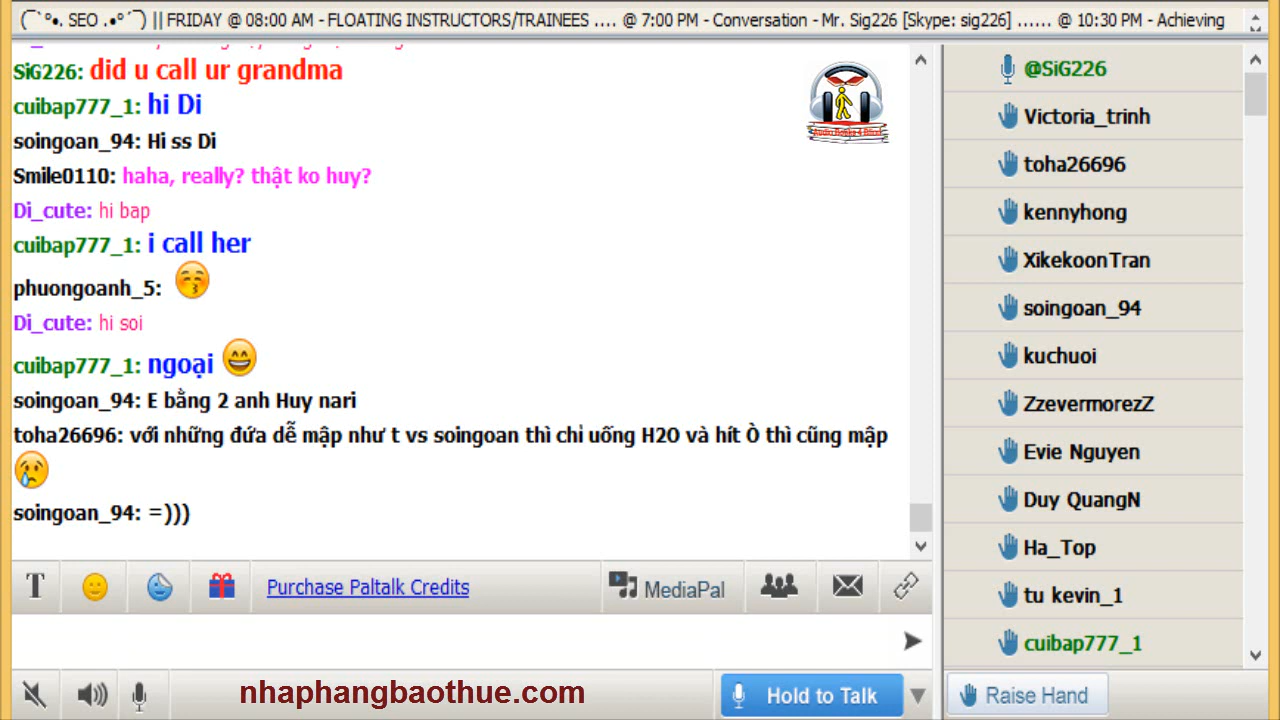 (¯`º•. SEO .•º´¯) || FRIDAY @ 08:00 AM - FLOATING INSTRUCTORS/TRAINEES .... @ 7:00 PM - Conversation - Mr. Sig226 [Skype: sig226] ...... @ 10:30 PM - Achieving
SiG226: did u call ur grandma
cuibap777_1: hi Di
soingoan_94: Hi ss Di
Smile0110: haha, really? thật ko huy?
Di_cute: hi bap
cuibap777_1: i call her
phuongoanh_5:
Di_cute: hi soi
cuibap777_1: ngoại
soingoan_94: E bằng 2 anh Huy nari
toha26696: với những đứa dễ mập như t vs soingoan thì chỉ uống H2O và hít Ò thì cũng mập
soingoan_94: =)))
Audio Books 4 Blind
@SiG226
Victoria_trinh
toha26696
kennyhong
XikekoonTran
soingoan_94
kuchuoi
ZzevermorezZ
Evie Nguyen
Duy QuangN
Ha_Top
tu kevin_1
cuibap777_1
T
Purchase Paltalk Credits
MediaPal
nhaphangbaothue.com
Hold to Talk
Raise Hand